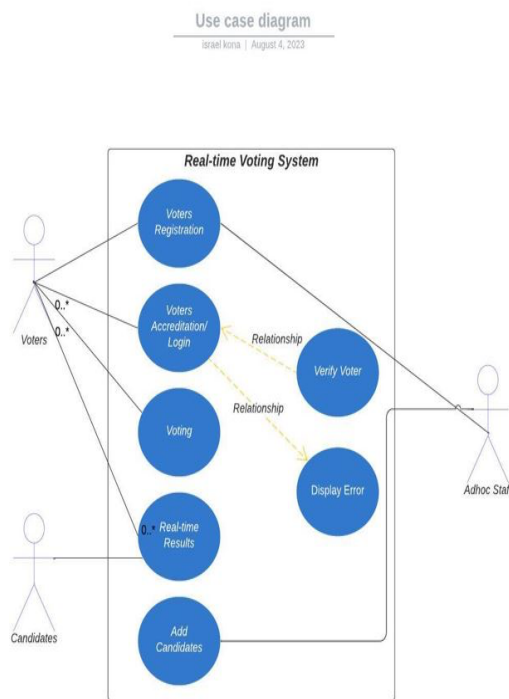 Use case diagram
israel kona | August 4, 2023
Real-time Voting System
Voters
Registration
Voters
Accreditation/
Login
Relationship
Verify Voter
Relationship
Voting
Display Error
0..*
0..*
Voters
0..*
Real-time
Results
Adhoc Staf
Candidates
Add
Candidates